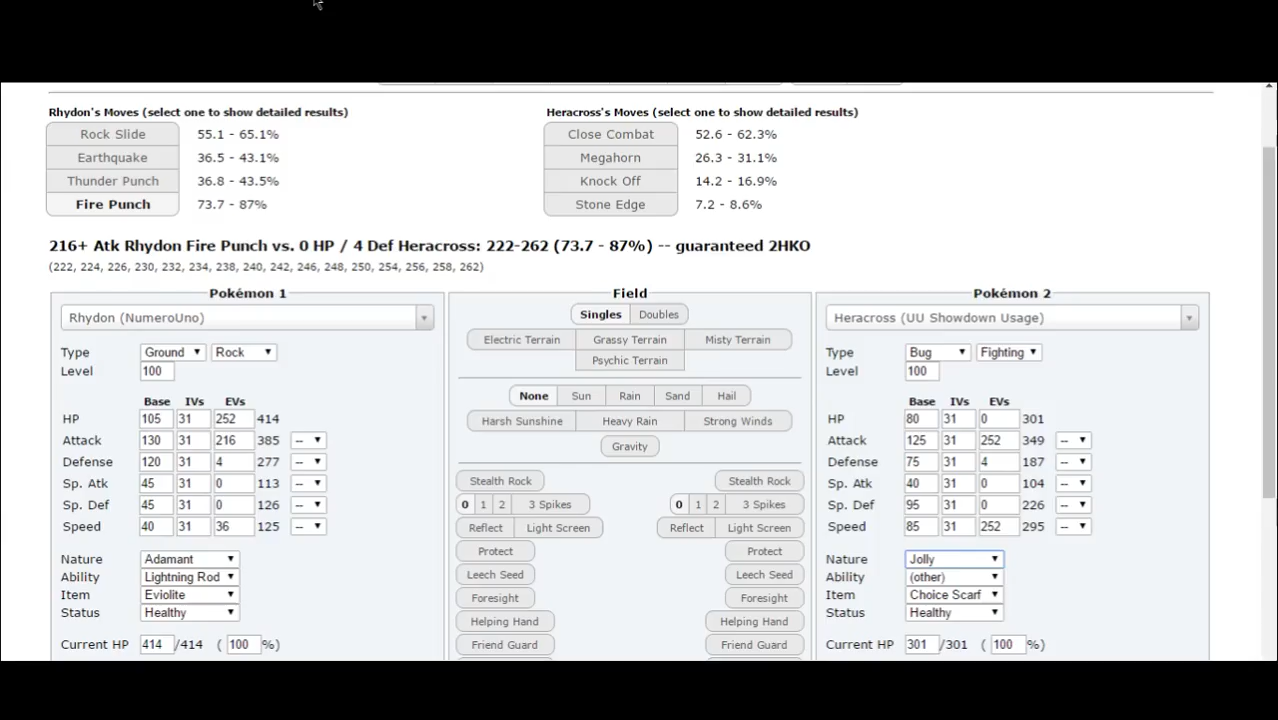 Rhydon's Moves (select one to show detailed results) Heracross's Moves (select one to show detailed results)
Rock Slide 55.1 - 65.1% Close Combat 52.6 - 62.3%
Earthquake 36.5 - 43.1% Megahorn 26.3 - 31.1%
Thunder Punch 36.8 - 43.5% Knock Off 14.2 - 16.9%
Fire Punch 73.7 - 87% Stone Edge 7.2 - 8.6%
216+ Atk Rhydon Fire Punch vs. 0 HP / 4 Def Heracross: 222-262 (73.7 - 87%) -- guaranteed 2HKO
(222, 224, 226, 230, 232, 234, 238, 240, 242, 246, 248, 250, 254, 256, 258, 262)
Pokémon 1
Rhydon (NumeroUno)
Type Ground Rock
Level 100
Base IVs EVs
HP 105 31 252 414
Attack 130 31 216 385 --
Defense 120 31 4 277 --
Sp. Atk 45 31 0 113 --
Sp. Def 45 31 0 126 --
Speed 40 31 36 125 --
Nature Adamant
Ability Lightning Rod
Item Eviolite
Status Healthy
Current HP 414 /414 ( 100 %)
Field
Singles Doubles
Electric Terrain Grassy Terrain Misty Terrain
Psychic Terrain
None Sun Rain Sand Hail
Harsh Sunshine Heavy Rain Strong Winds
Gravity
Stealth Rock Stealth Rock
0 1 2 3 Spikes 0 1 2 3 Spikes
Reflect Light Screen Reflect Light Screen
Protect Protect
Leech Seed Leech Seed
Foresight Foresight
Helping Hand Helping Hand
Friend Guard Friend Guard
Pokémon 2
Heracross (UU Showdown Usage)
Type Bug Fighting
Level 100
Base IVs EVs
HP 80 31 0 301
Attack 125 31 252 349 --
Defense 75 31 4 187 --
Sp. Atk 40 31 0 104 --
Sp. Def 95 31 0 226 --
Speed 85 31 252 295 --
Nature Jolly
Ability (other)
Item Choice Scarf
Status Healthy
Current HP 301 /301 ( 100 %)